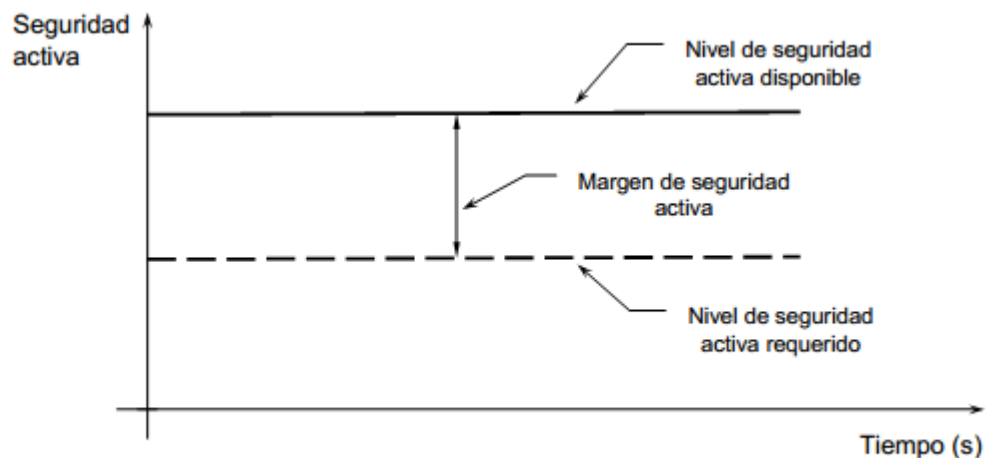 Seguridad
activa
Nivel de seguridad
activa disponible
Margen de seguridad
activa
Nivel de seguridad
activa requerido
Tiempo (s)